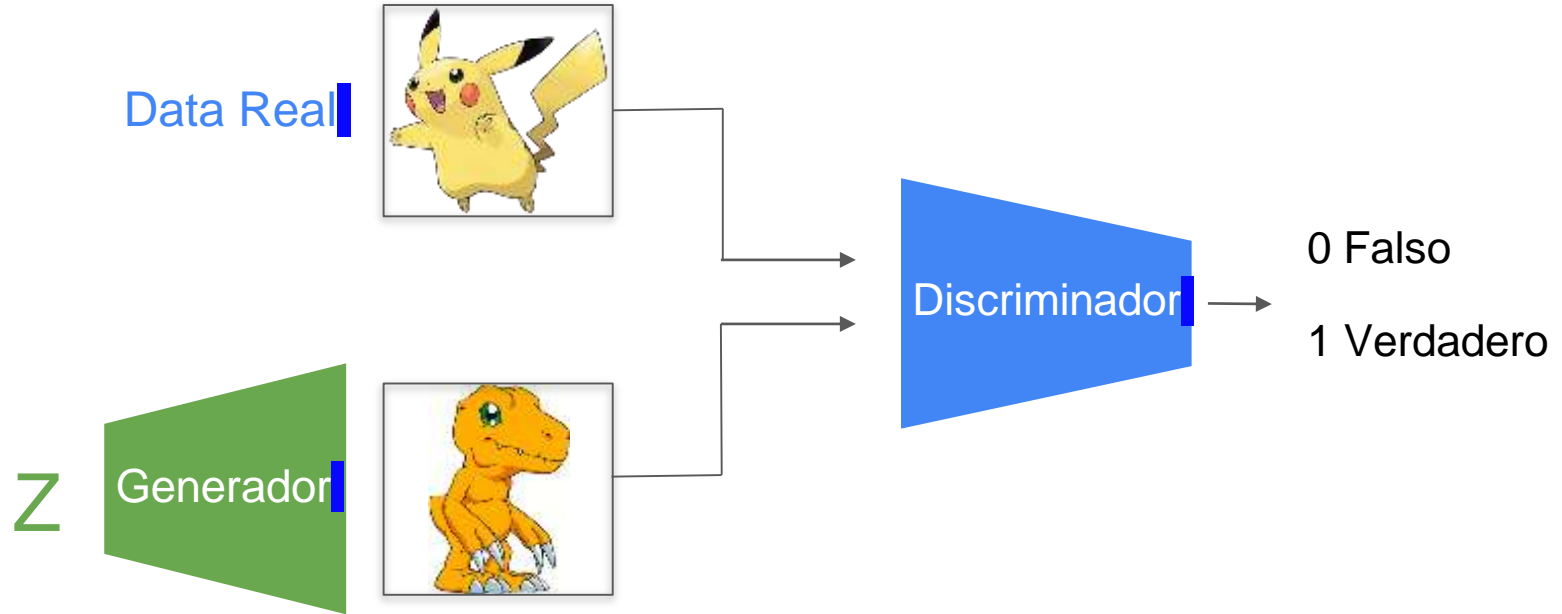 Data Real
Discriminador
0 Falso
1 Verdadero
Z
Generador